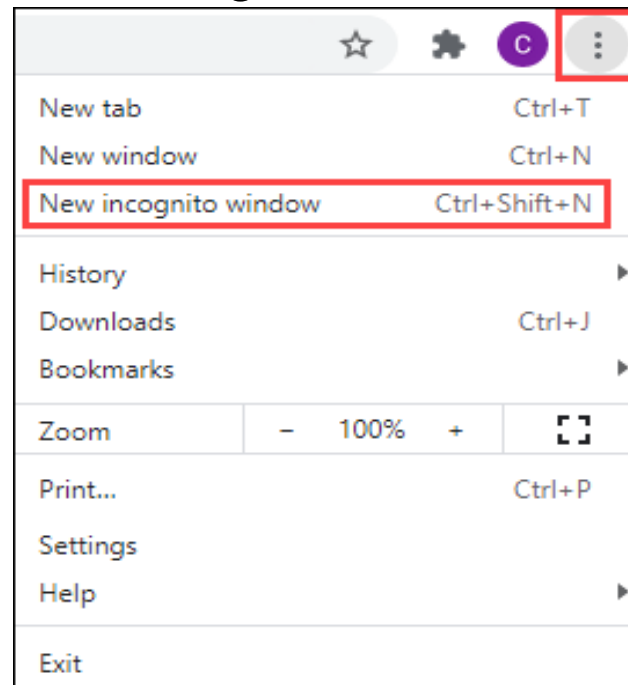 C
New tab Ctrl+T
New window Ctrl+N
New incognito window Ctrl+Shift+N
History
Downloads Ctrl+J
Bookmarks
Zoom - 100% +
Print... Ctrl+P
Settings
Help
Exit